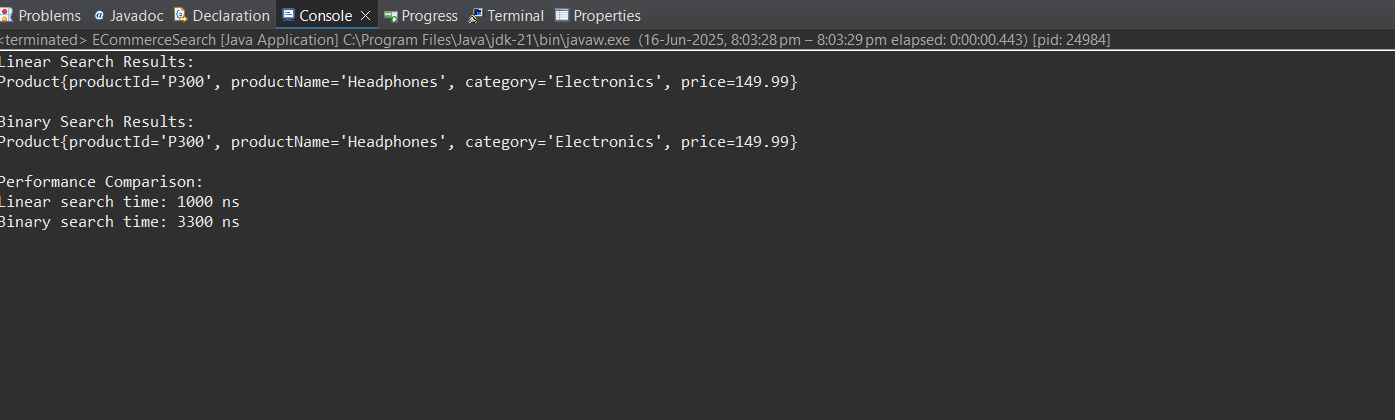 Problems Javadoc Declaration Console Progress Terminal Properties
<terminated> ECommerceSearch [Java Application] C:\Program Files\Java\jdk-21\bin\javaw.exe (16-Jun-2025, 8:03:28 pm – 8:03:29 pm elapsed: 0:00:00.443) [pid: 24984]
Linear Search Results:
Product{productId='P300', productName='Headphones', category='Electronics', price=149.99}
Binary Search Results:
Product{productId='P300', productName='Headphones', category='Electronics', price=149.99}
Performance Comparison:
Linear search time: 1000 ns
Binary search time: 3300 ns